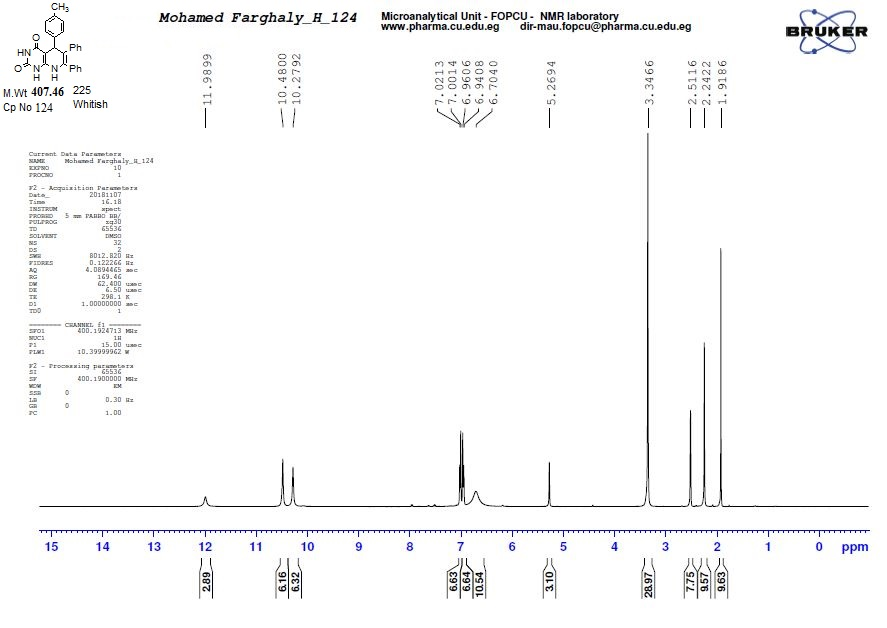 Mohamed Farghaly_H_124
Microanalytical Unit - FOPCU - NMR laboratory
www.pharma.cu.edu.eg dir-mau.fopcu@pharma.cu.edu.eg
BRUKER
CH3
O
Ph
HN
O
N
H
N
H
Ph
M.Wt 407.46 225
Cp No 124 Whitish
11.9899
10.4800
10.2792
7.0213
7.0014
6.9606
6.9408
6.7040
5.2694
3.3466
2.5116
2.2422
1.9186
Current Data Parameters
NAME Mohamed Farghaly_H_124
EXPNO 10
PROCNO 1
F2 - Acquisition Parameters
Date_ 20181107
Time 16.18
INSTRUM spect
PROBHD 5 mm PABBO BB/
PULPROG zg30
TD 65536
SOLVENT DMSO
NS 32
DS 2
SWH 8012.820 Hz
FIDRES 0.122266 Hz
AQ 4.0894465 sec
RG 169.46
DW 62.400 usec
DE 6.50 usec
TE 298.1 K
D1 1.00000000 sec
TD0 1
======== CHANNEL f1 ========
SFO1 400.1924713 MHz
NUC1 1H
P1 15.00 usec
PLW1 10.39999962 W
F2 - Processing parameters
SI 65536
SF 400.1900000 MHz
WDW EM
SSB 0
LB 0.30 Hz
GB 0
PC 1.00
15 14 13 12 11 10 9 8 7 6 5 4 3 2 1 0 ppm
2.89
6.16
6.32
6.63
6.64
10.54
3.10
28.97
7.75
9.57
9.63